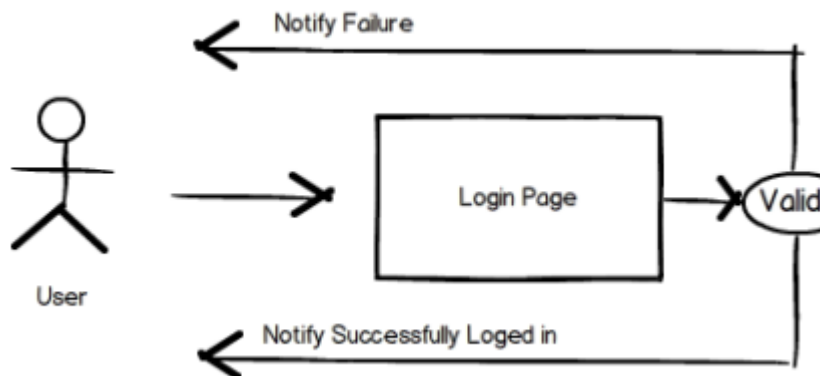 Notify Failure
Login Page
Valid
User
Notify Successfully Loged in